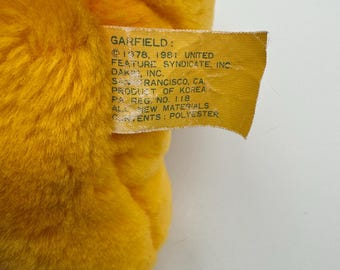 GARFIELD:
© 1978, 1981 UNITED
FEATURE SYNDICATE, INC.
DAKIN, INC.
SAN FRANCISCO, CA.
PRODUCT OF KOREA
PA. REG. NO. 118
ALL NEW MATERIALS
CONTENTS: POLYESTER